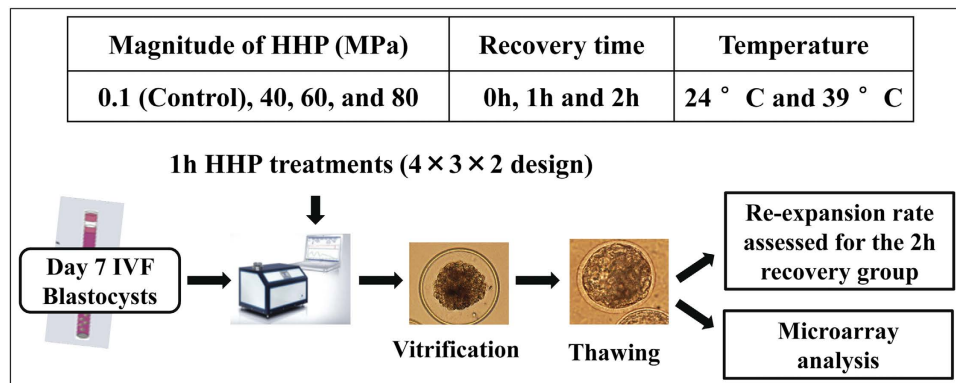 Magnitude of HHP (MPa) Recovery time Temperature
0.1 (Control), 40, 60, and 80 0h, 1h and 2h 24 ° C and 39 ° C
1h HHP treatments (4×3×2 design)
Day 7 IVF
Blastocysts
Vitrification
Thawing
Re-expansion rate
assessed for the 2h
recovery group
Microarray
analysis